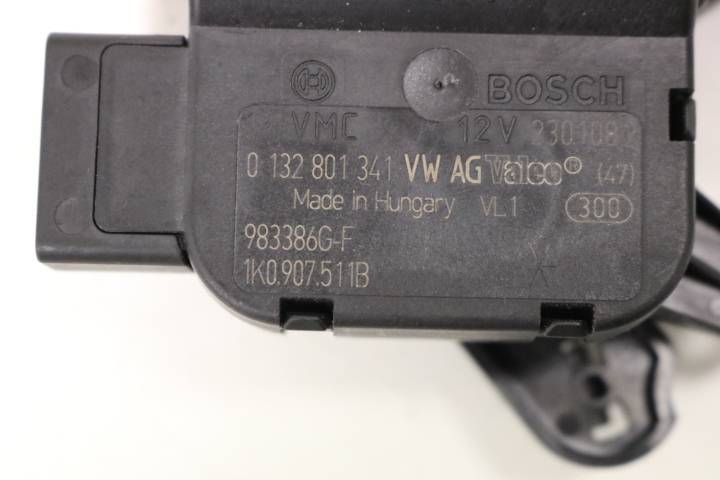 BOSCH
VMC 12V
0 132 801 341 VW AG Valeo® (47)
Made in Hungary VL1 300
983386G-F
1K0.907.511B